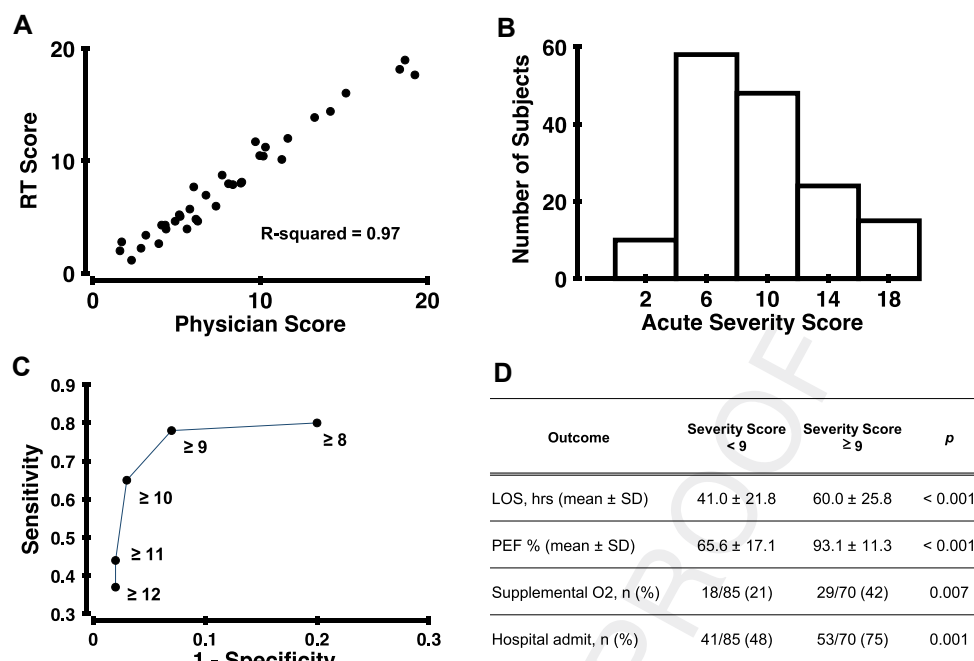 A
20
10
0
RT Score
R-squared = 0.97
0 10 20
Physician Score
B
60
40
20
0
Number of Subjects
2 6 10 14 18
Acute Severity Score
C
0.9
0.8
0.7
0.6
0.5
0.4
0.3
Sensitivity
≥ 8
≥ 9
≥ 10
≥ 11
≥ 12
0 0.1 0.2 0.3
1 - Specificity
D
Outcome Severity Score < 9 Severity Score ≥ 9 p
LOS, hrs (mean ± SD) 41.0 ± 21.8 60.0 ± 25.8 < 0.001
PEF % (mean ± SD) 65.6 ± 17.1 93.1 ± 11.3 < 0.001
Supplemental O2, n (%) 18/85 (21) 29/70 (42) 0.007
Hospital admit, n (%) 41/85 (48) 53/70 (75) 0.001
PROOF